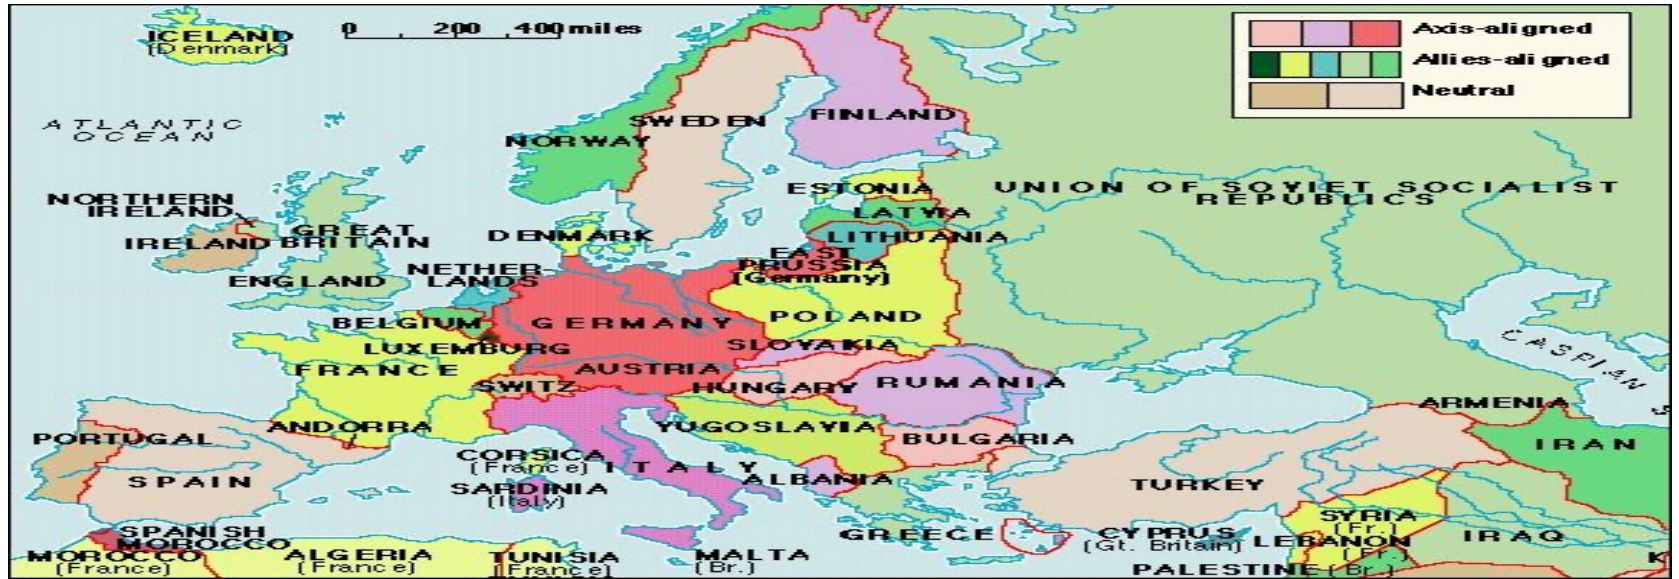 ICELAND
(Denmark)
0 200 400 miles
Axis-aligned
Allies-aligned
Neutral
ATLANTIC
OCEAN
NORWAY
SWEDEN
FINLAND
ESTONIA
UNION OF SOVIET SOCIALIST
REPUBLICS
NORTHERN
IRELAND
LATVIA
IRELAND
GREAT
BRITAIN
DENMARK
LITHUANIA
ENGLAND
NETHER-
LANDS
EAST
PRUSSIA
(Germany)
BELGIUM
GERMANY
POLAND
LUXEMBURG
SLOVAKIA
CASPIAN
FRANCE
SWITZ
AUSTRIA
HUNGARY
RUMANIA
ARMENIA
ANDORRA
YUGOSLAVIA
BULGARIA
IRAN
PORTUGAL
CORSICA
(France)
ITALY
SPAIN
SARDINIA
(Italy)
ALBANIA
TURKEY
SPANISH
MOROCCO
GREECE
CYPRUS
(Gt. Britain)
SYRIA
(Fr.)
LEBANON
(Fr.)
IRAQ
MOROCCO
(France)
ALGERIA
(France)
TUNISIA
(France)
MALTA
(Br.)
PALESTINE (Br.)
K